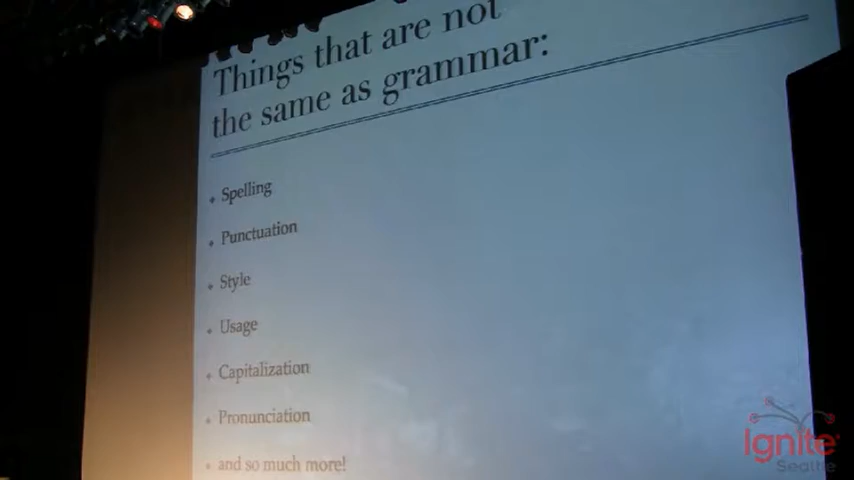 Things that are not
the same as grammar:
Spelling
Punctuation
Style
Usage
Capitalization
Pronunciation
and so much more!
Ignite
Seattle